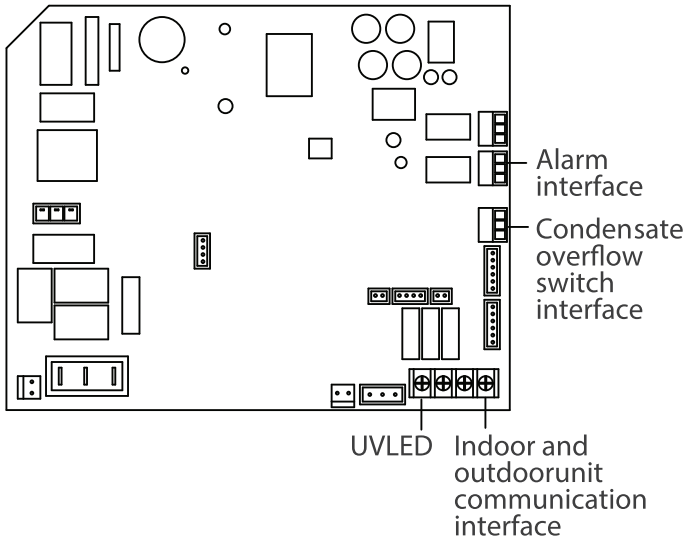 Alarm
interface
Condensate
overflow
switch
interface
UVLED
Indoor and
outdoorunit
communication
interface